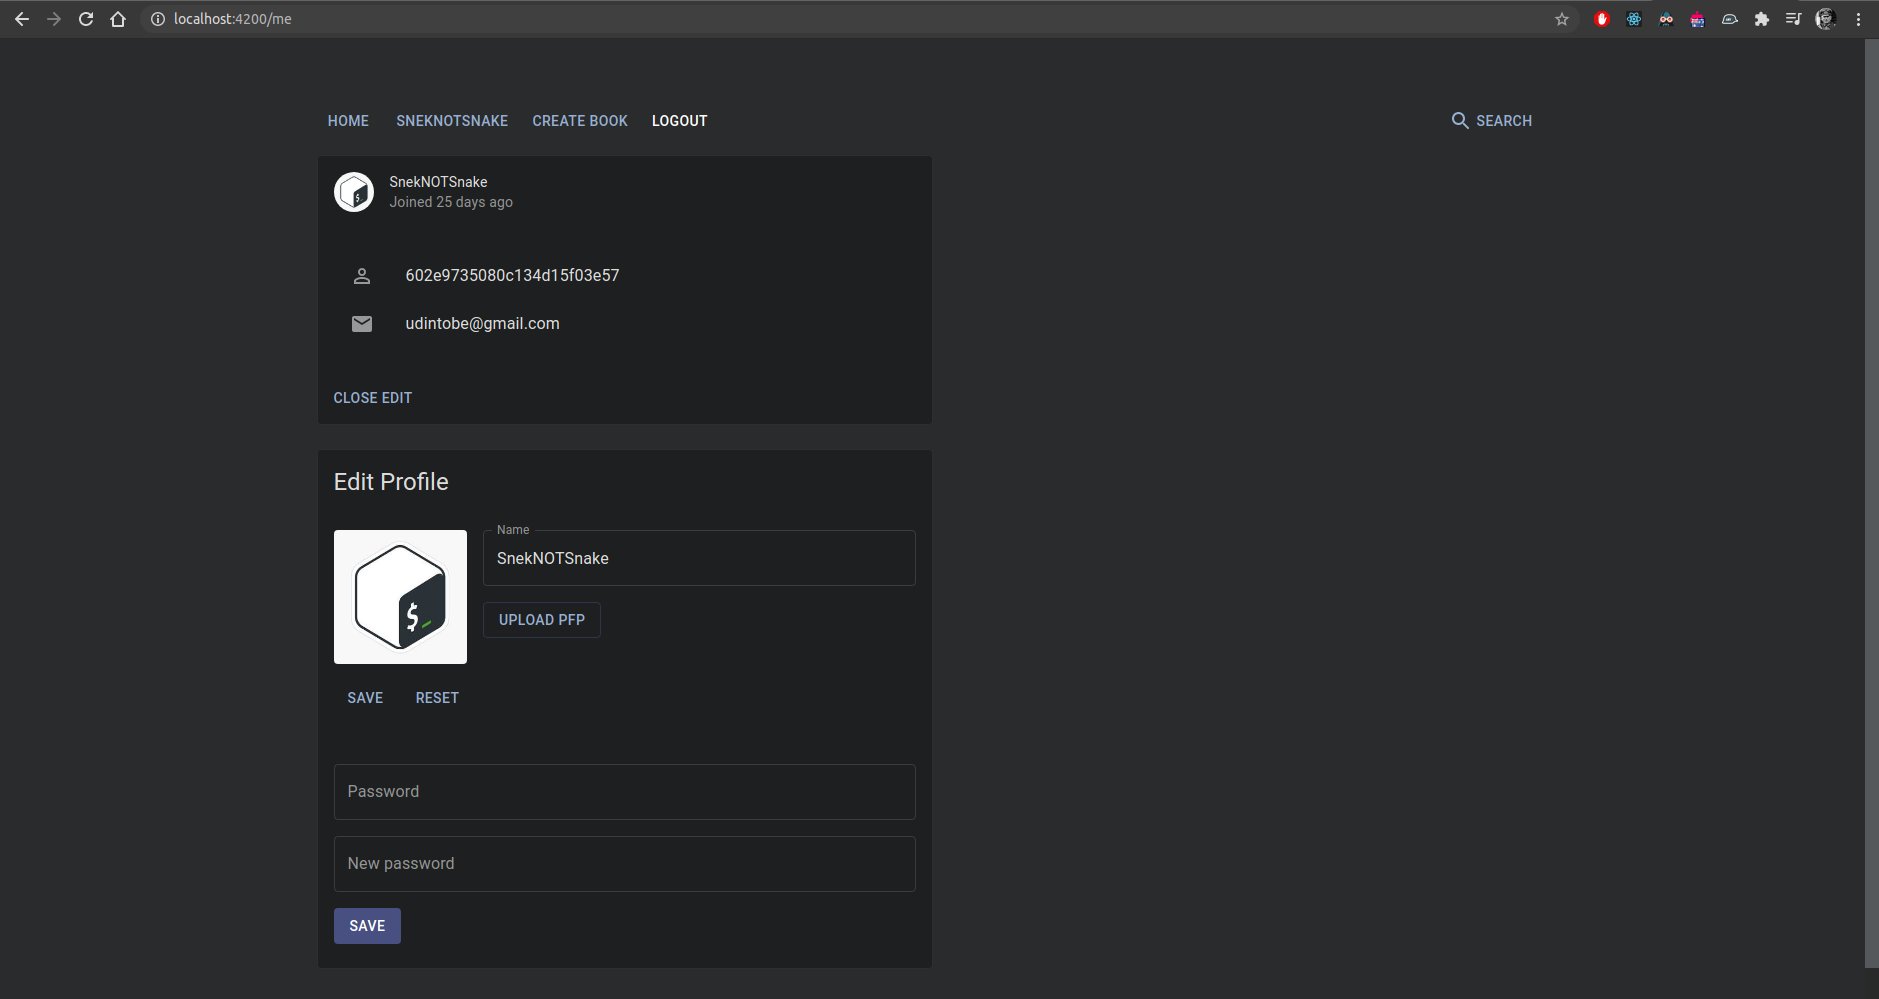 localhost:4200/me
HOME SNEKNOTSNAKE CREATE BOOK LOGOUT SEARCH
SnekNOTSnake
Joined 25 days ago
602e9735080c134d15f03e57
udintobe@gmail.com
CLOSE EDIT
Edit Profile
Name
SnekNOTSnake
$_
UPLOAD PFP
SAVE RESET
Password
New password
SAVE